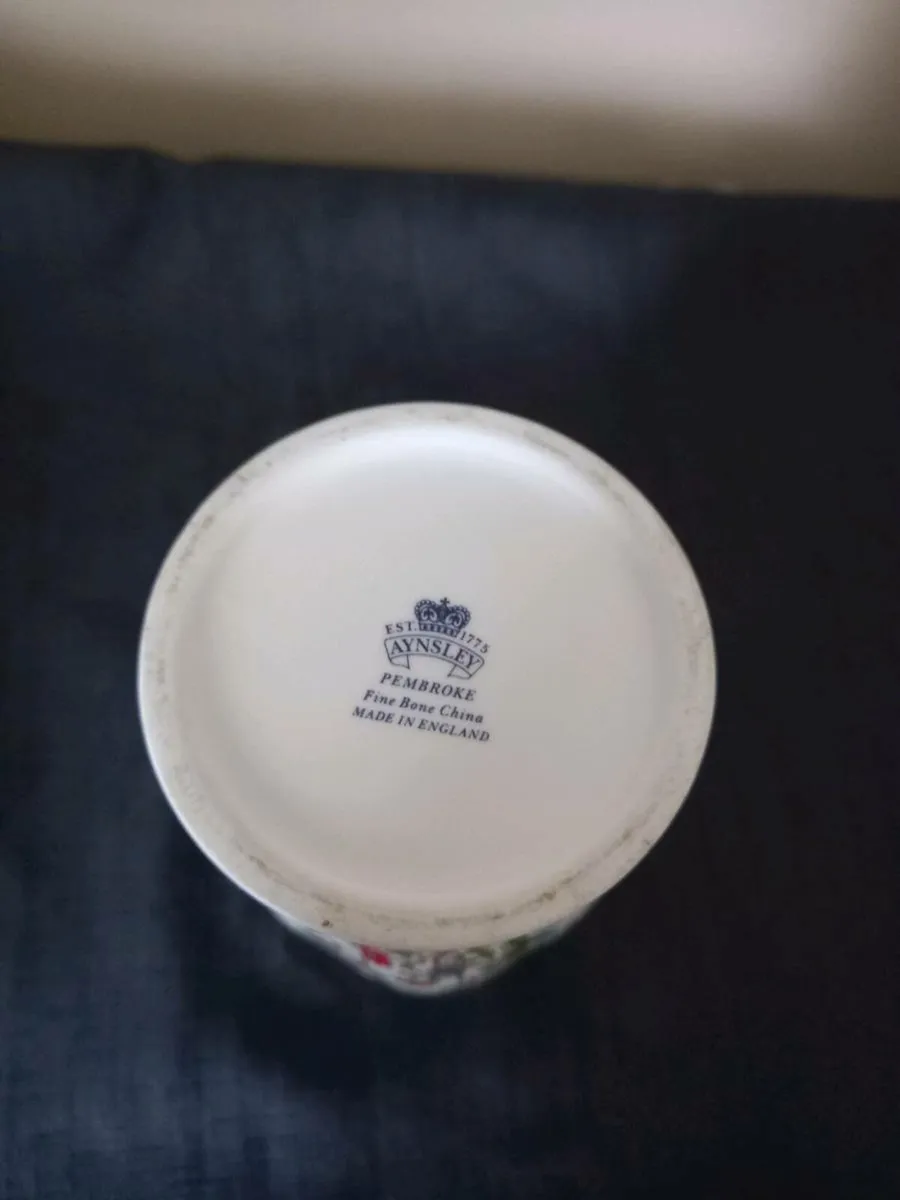 EST. 1775
AYNSLEY
PEMBROKE
Fine Bone China
MADE IN ENGLAND